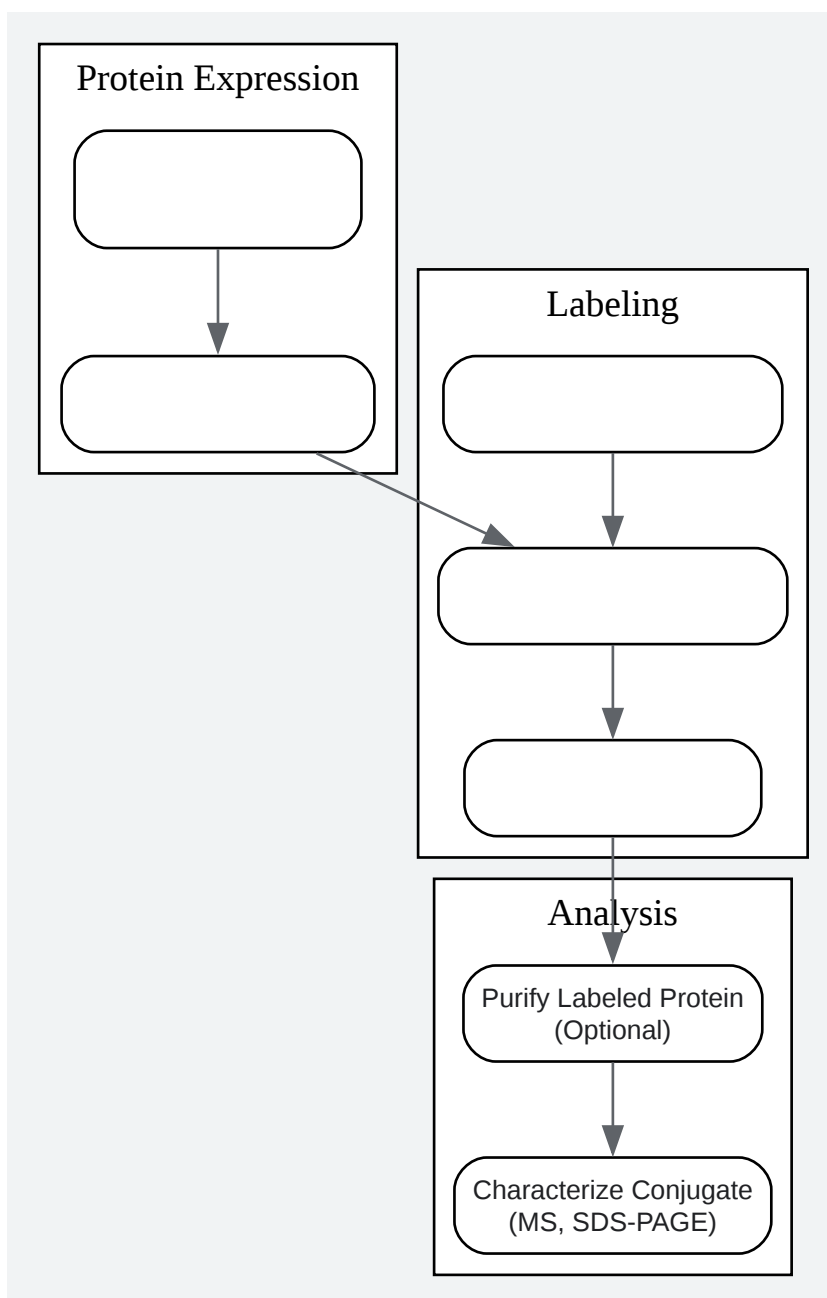 Protein Expression
Labeling
Analysis
Purify Labeled Protein
(Optional)
Characterize Conjugate
(MS, SDS-PAGE)